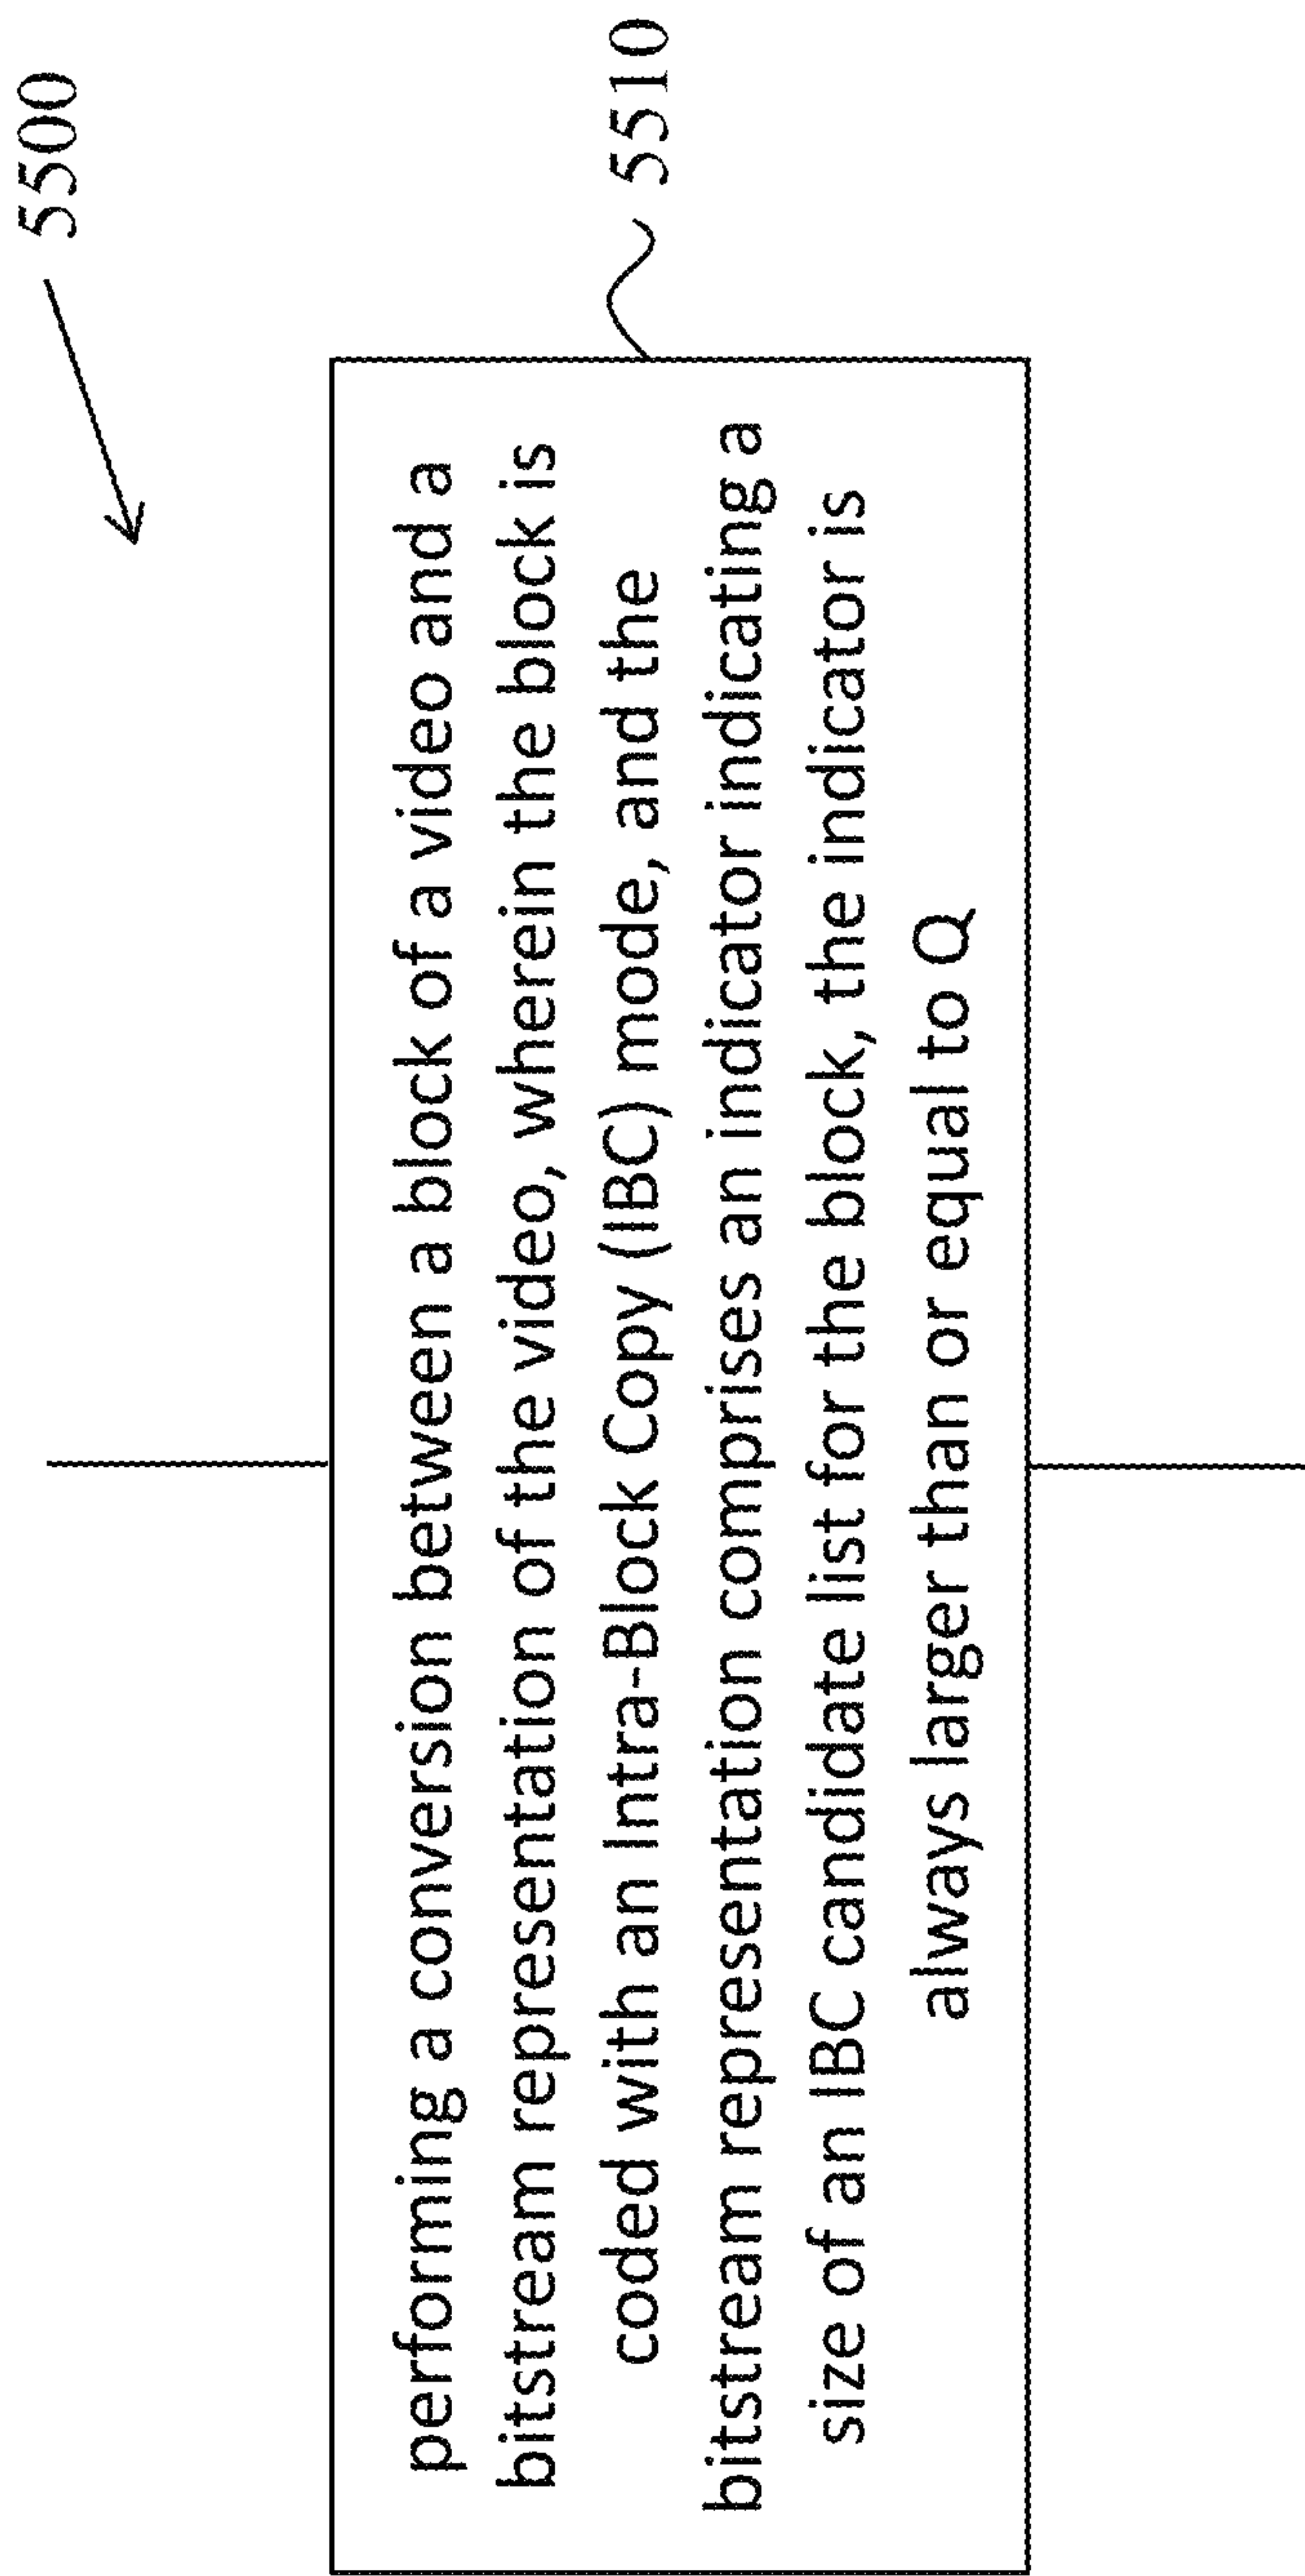 5500
5510
performing a conversion between a block of a video and a
bitstream representation of the video, wherein the block is
coded with an Intra-Block Copy (IBC) mode, and the
bitstream representation comprises an indicator indicating a
size of an IBC candidate list for the block, the indicator is
always larger than or equal to Q